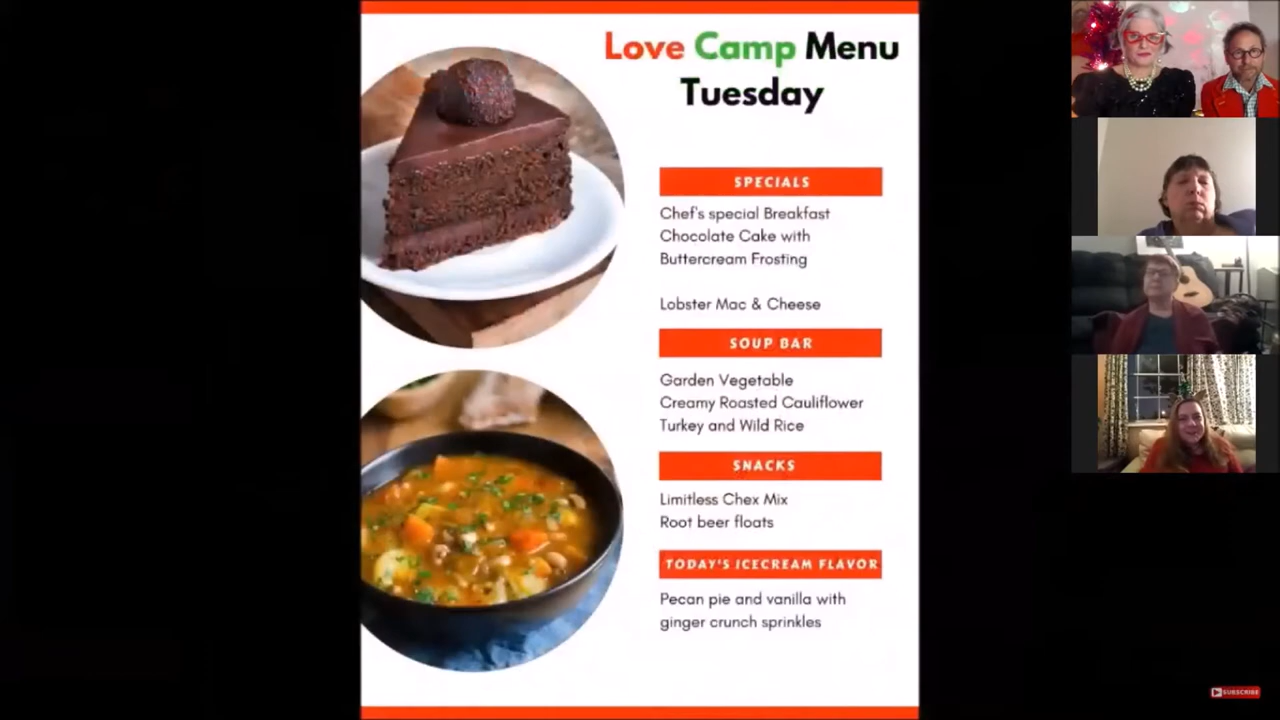 Love Camp Menu
Tuesday
SPECIALS
Chef's special Breakfast
Chocolate Cake with
Buttercream Frosting
Lobster Mac & Cheese
SOUP BAR
Garden Vegetable
Creamy Roasted Cauliflower
Turkey and Wild Rice
SNACKS
Limitless Chex Mix
Root beer floats
TODAY'S ICECREAM FLAVOR
Pecan pie and vanilla with
ginger crunch sprinkles
SUBSCRIBE